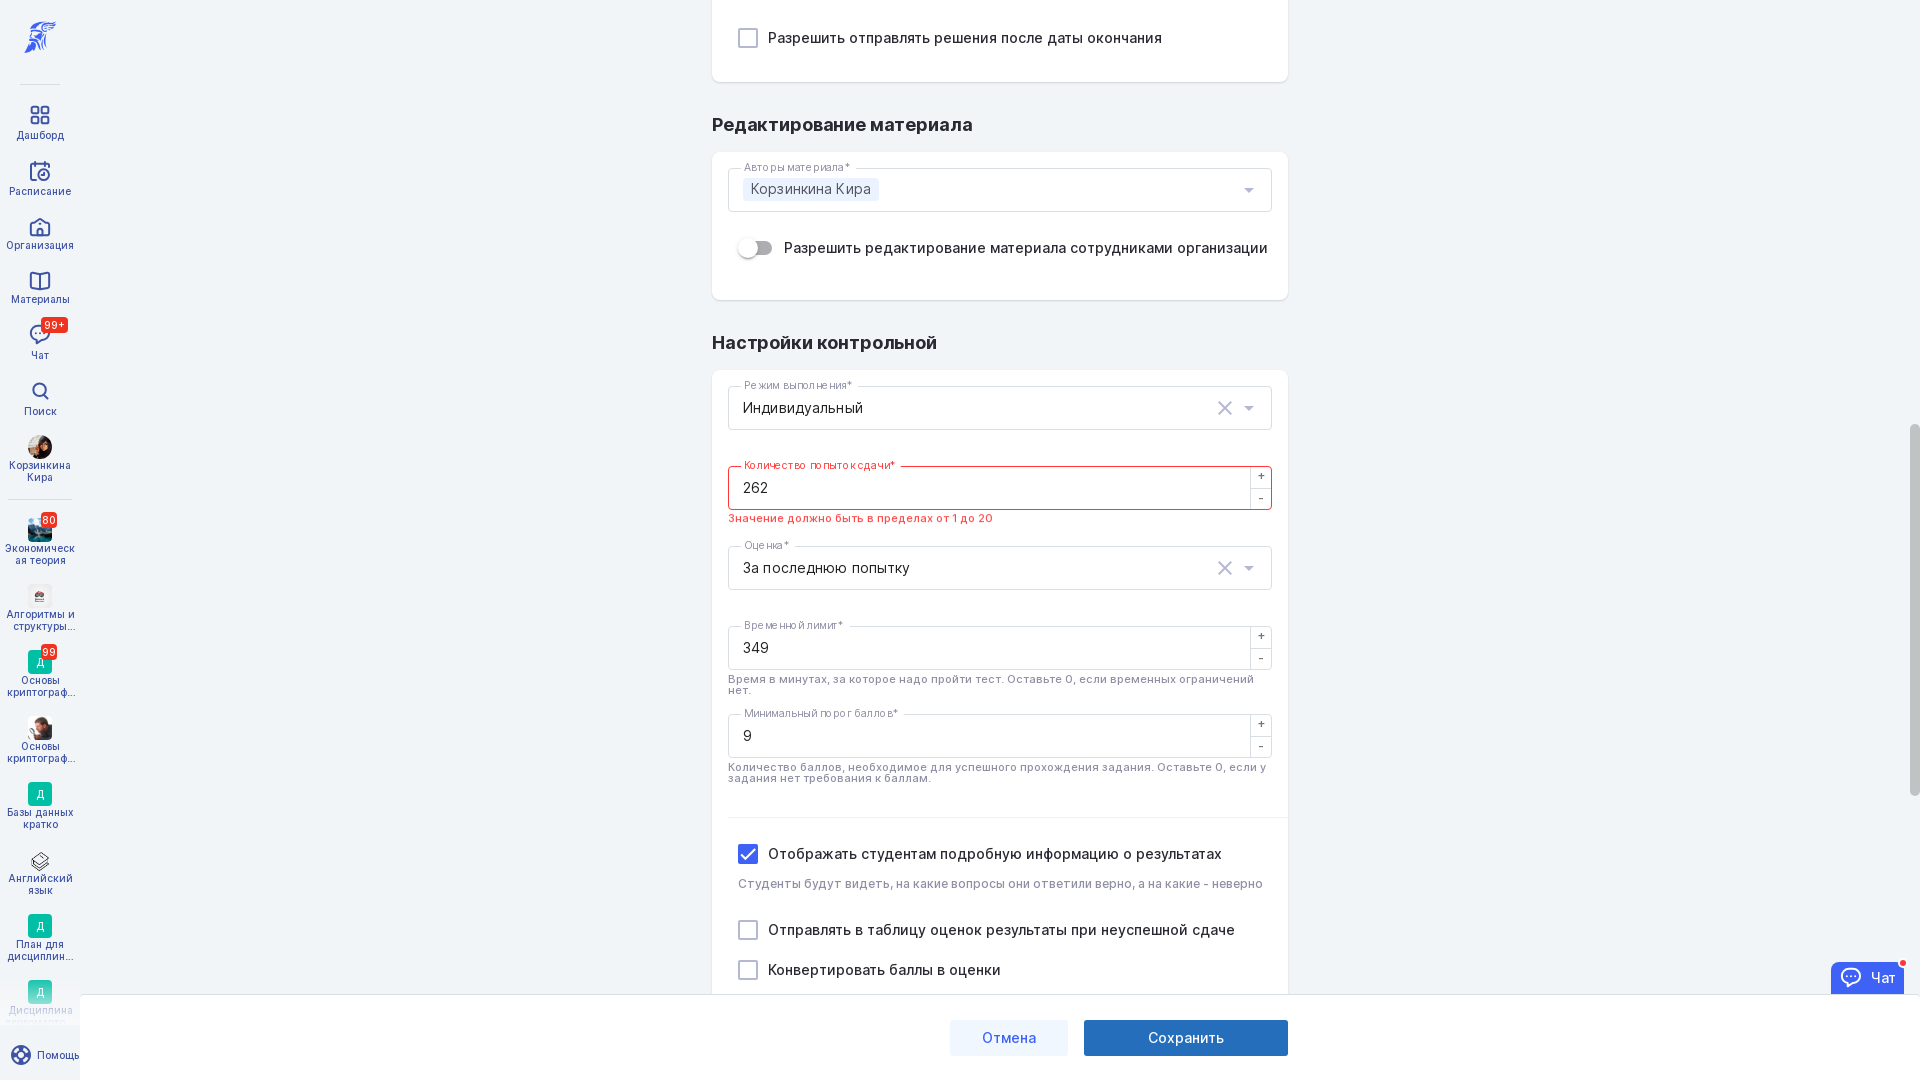 Дашборд
Расписание
Организация
Материалы
99+
Чат
Поиск
Корзинкина
Кира
80
Экономическ
ая теория
Алгоритмы и
структуры...
99
Д
Основы
криптограф...
Основы
криптограф...
Д
Базы данных
кратко
Английский
язык
Д
План для
дисциплин...
Д
Дисциплина
Помощь
Разрешить отправлять решения после даты окончания
Редактирование материала
Авторы материала*
Корзинкина Кира
Разрешить редактирование материала сотрудниками организации
Настройки контрольной
Режим выполнения*
Индивидуальный
Количество попыток сдачи*
262
+
-
Значение должно быть в пределах от 1 до 20
Оценка*
За последнюю попытку
Временной лимит*
349
+
-
Время в минутах, за которое надо пройти тест. Оставьте 0, если временных ограничений
нет.
Минимальный порог баллов*
9
+
-
Количество баллов, необходимое для успешного прохождения задания. Оставьте 0, если у
задания нет требования к баллам.
Отображать студентам подробную информацию о результатах
Студенты будут видеть, на какие вопросы они ответили верно, а на какие - неверно
Отправлять в таблицу оценок результаты при неуспешной сдаче
Конвертировать баллы в оценки
Чат
Отмена
Сохранить